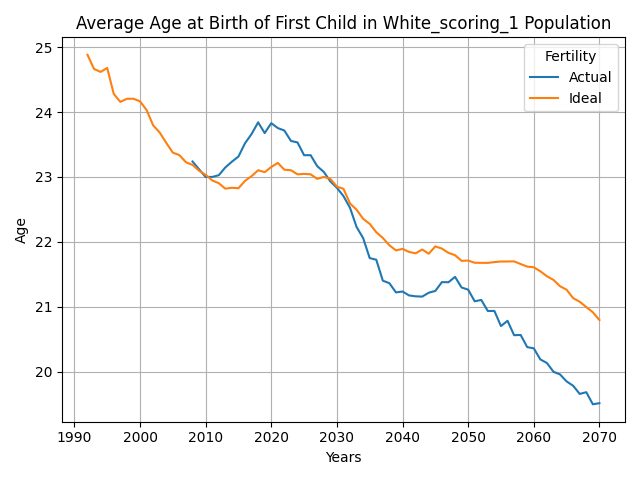 Average Age at Birth of First Child in White_scoring_1 Population
Fertility
Actual
Ideal
Age
25
24
23
22
21
20
1990 2000 2010 2020 2030 2040 2050 2060 2070
Years